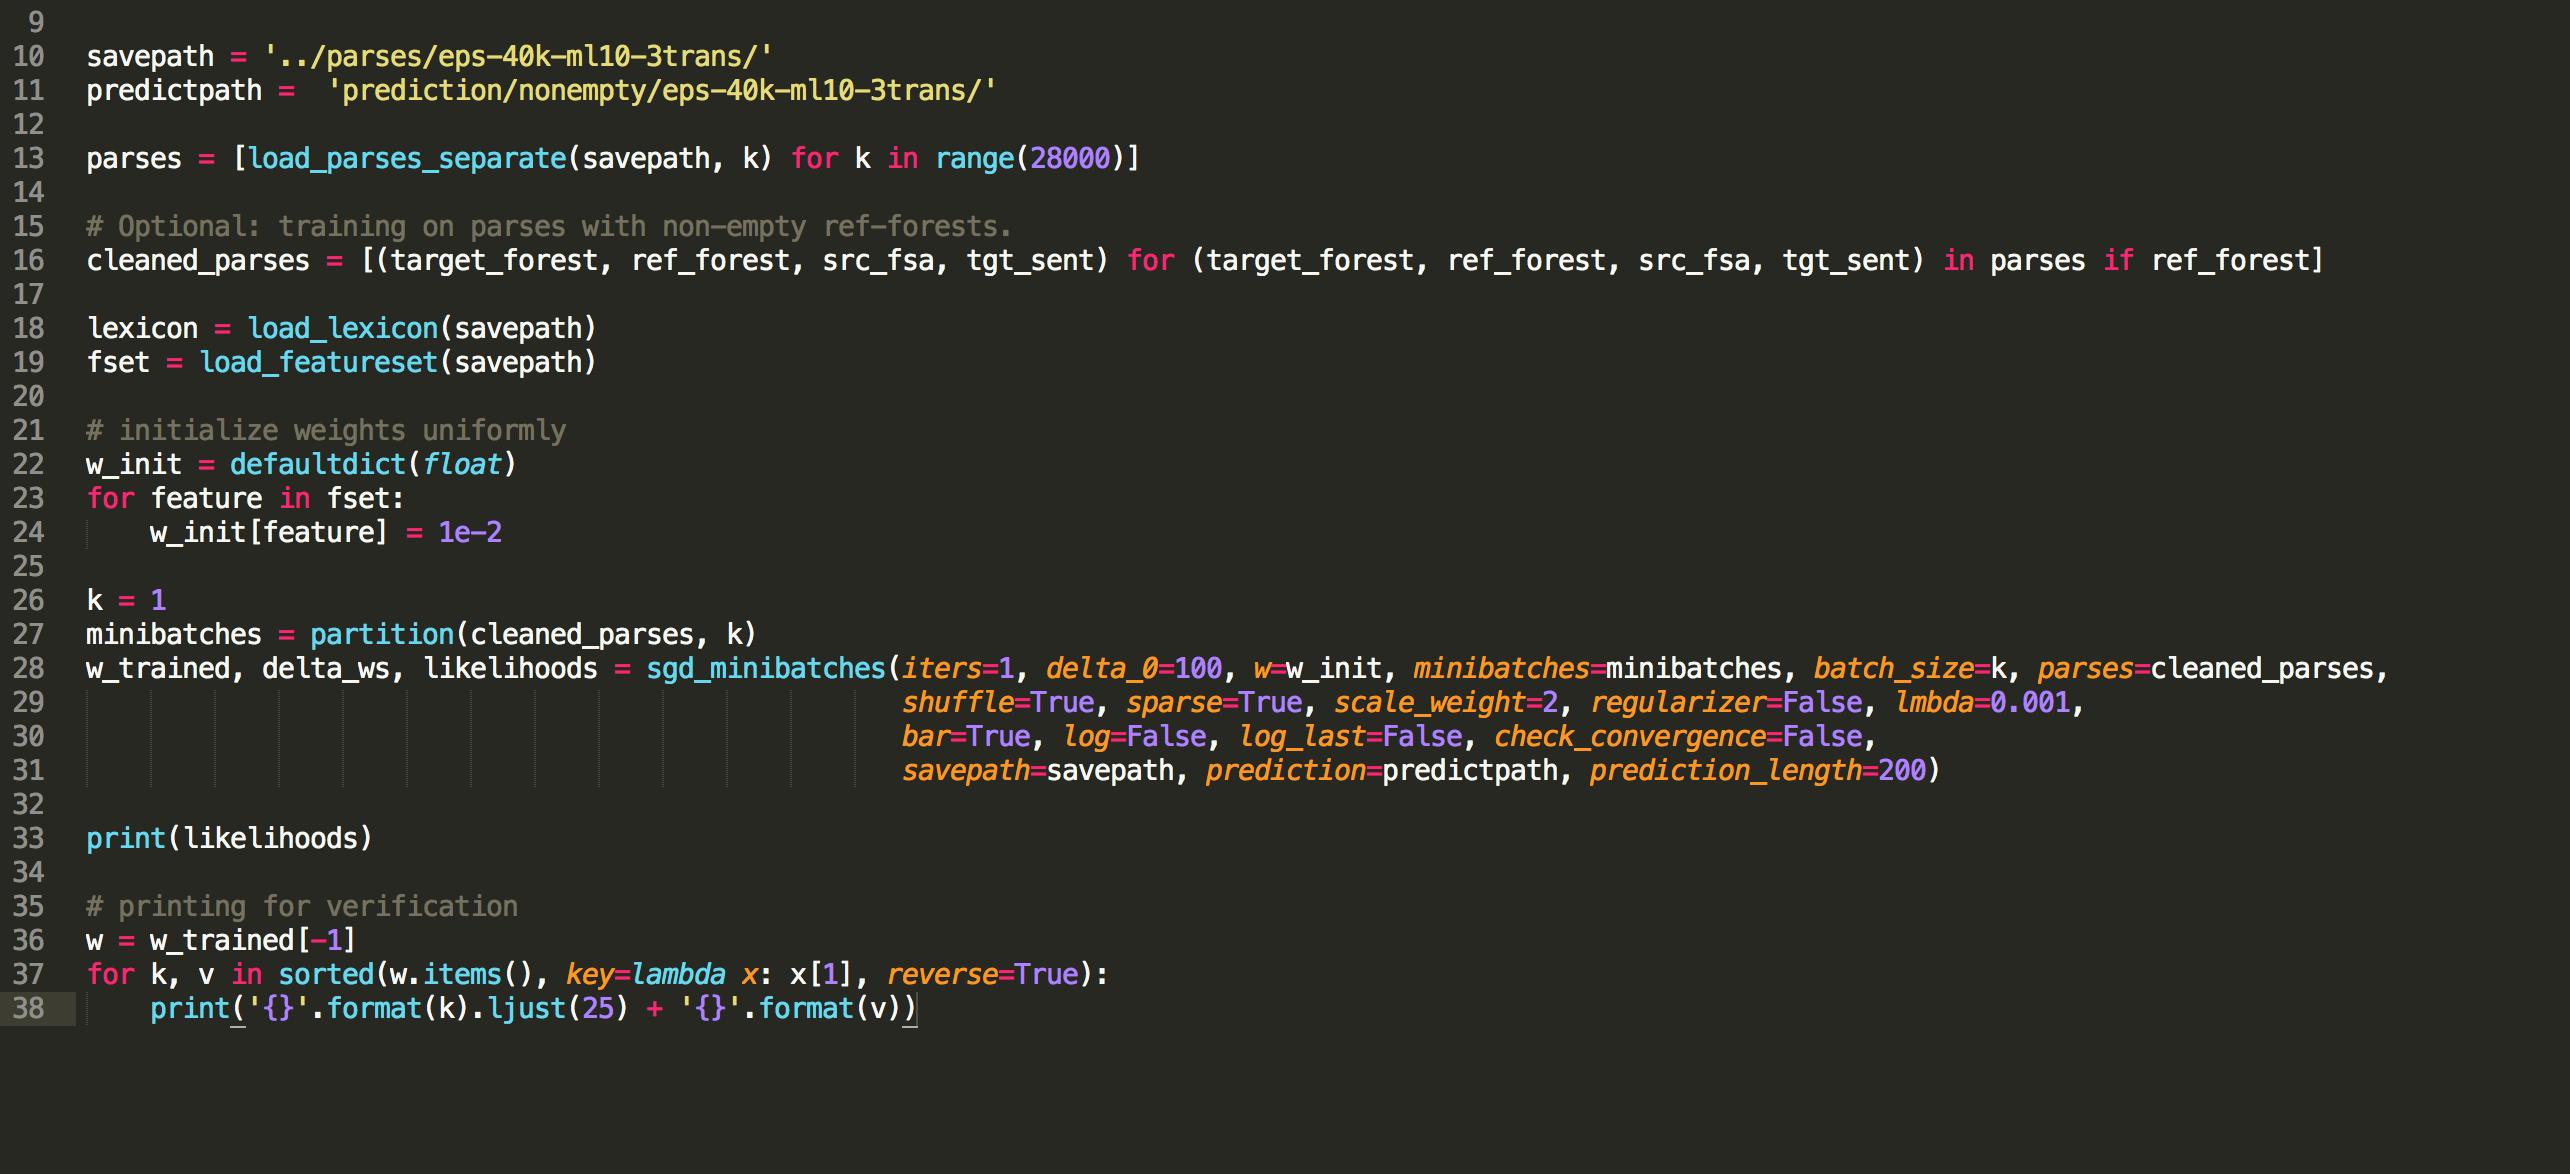 9
10 savepath = '../parses/eps-40k-ml10-3trans/'
11 predictpath =  'prediction/nonempty/eps-40k-ml10-3trans/'
12
13 parses = [load_parses_separate(savepath, k) for k in range(28000)]
14
15 # Optional: training on parses with non-empty ref-forests.
16 cleaned_parses = [(target_forest, ref_forest, src_fsa, tgt_sent) for (target_forest, ref_forest, src_fsa, tgt_sent) in parses if ref_forest]
17
18 lexicon = load_lexicon(savepath)
19 fset = load_featureset(savepath)
20
21 # initialize weights uniformly
22 w_init = defaultdict(float)
23 for feature in fset:
24     w_init[feature] = 1e-2
25
26 k = 1
27 minibatches = partition(cleaned_parses, k)
28 w_trained, delta_ws, likelihoods = sgd_minibatches(iters=1, delta_0=100, w=w_init, minibatches=minibatches, batch_size=k, parses=cleaned_parses,
29                                                    shuffle=True, sparse=True, scale_weight=2, regularizer=False, lmbda=0.001,
30                                                    bar=True, log=False, log_last=False, check_convergence=False,
31                                                    savepath=savepath, prediction=predictpath, prediction_length=200)
32
33 print(likelihoods)
34
35 # printing for verification
36 w = w_trained[-1]
37 for k, v in sorted(w.items(), key=lambda x: x[1], reverse=True):
38     print('{}'.format(k).ljust(25) + '{}'.format(v))